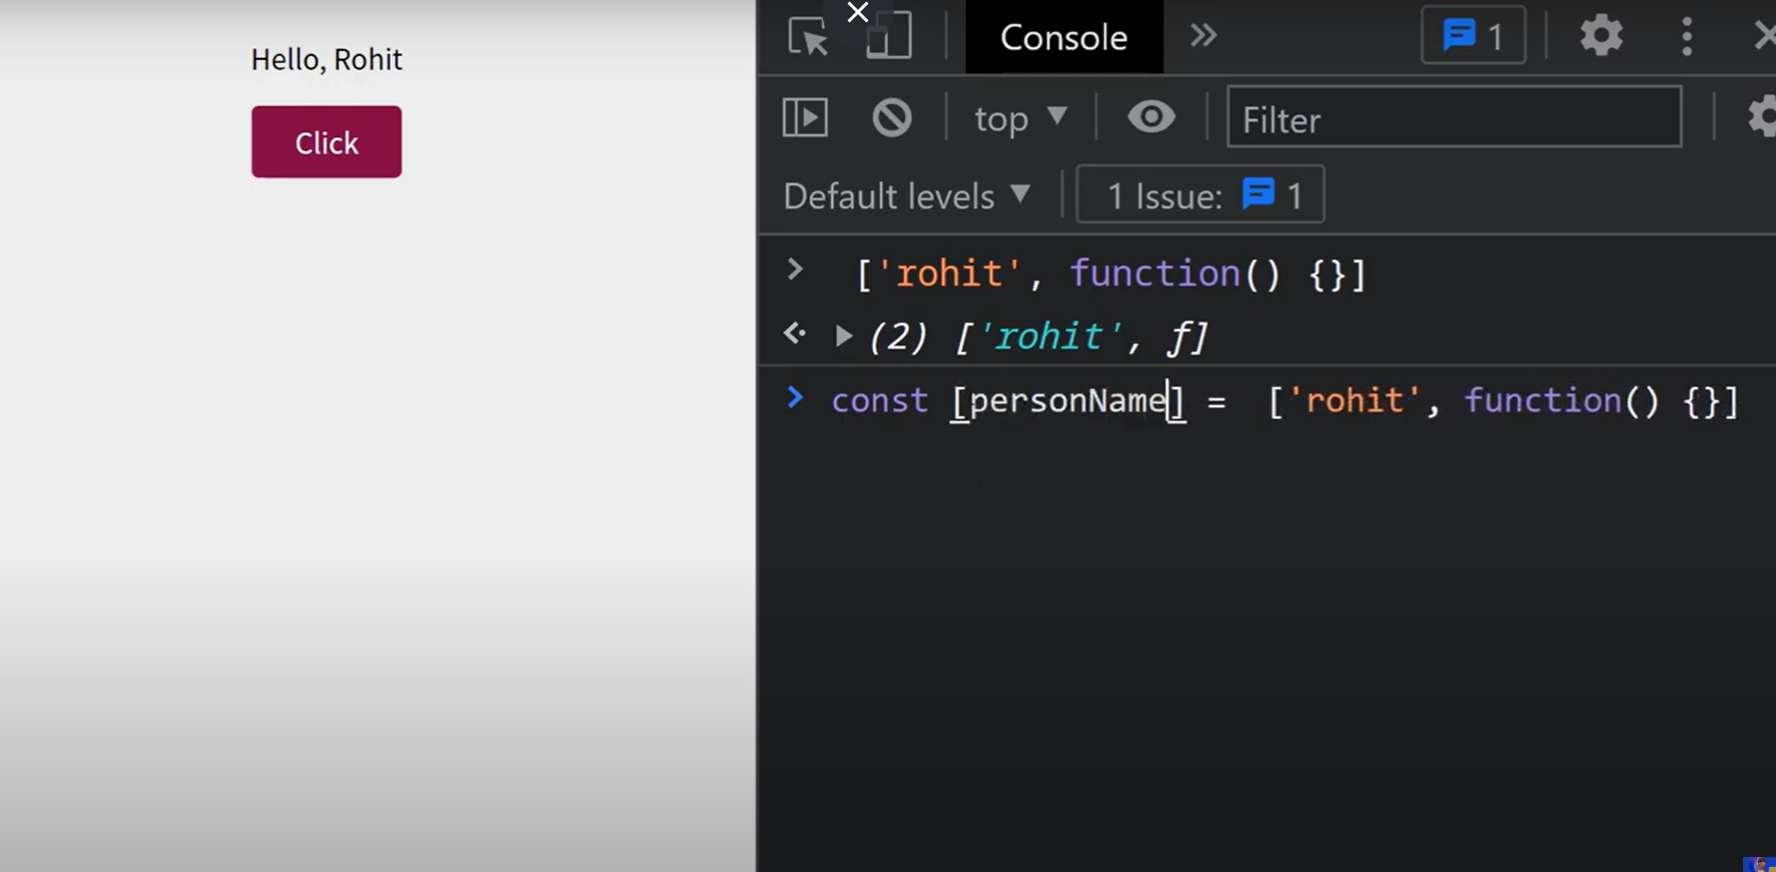 Hello, Rohit
Click
Console
1
top
Filter
Default levels
1 Issue: 1
['rohit', function() {}]
(2) ['rohit', ƒ]
const [personName] =  ['rohit', function() {}]